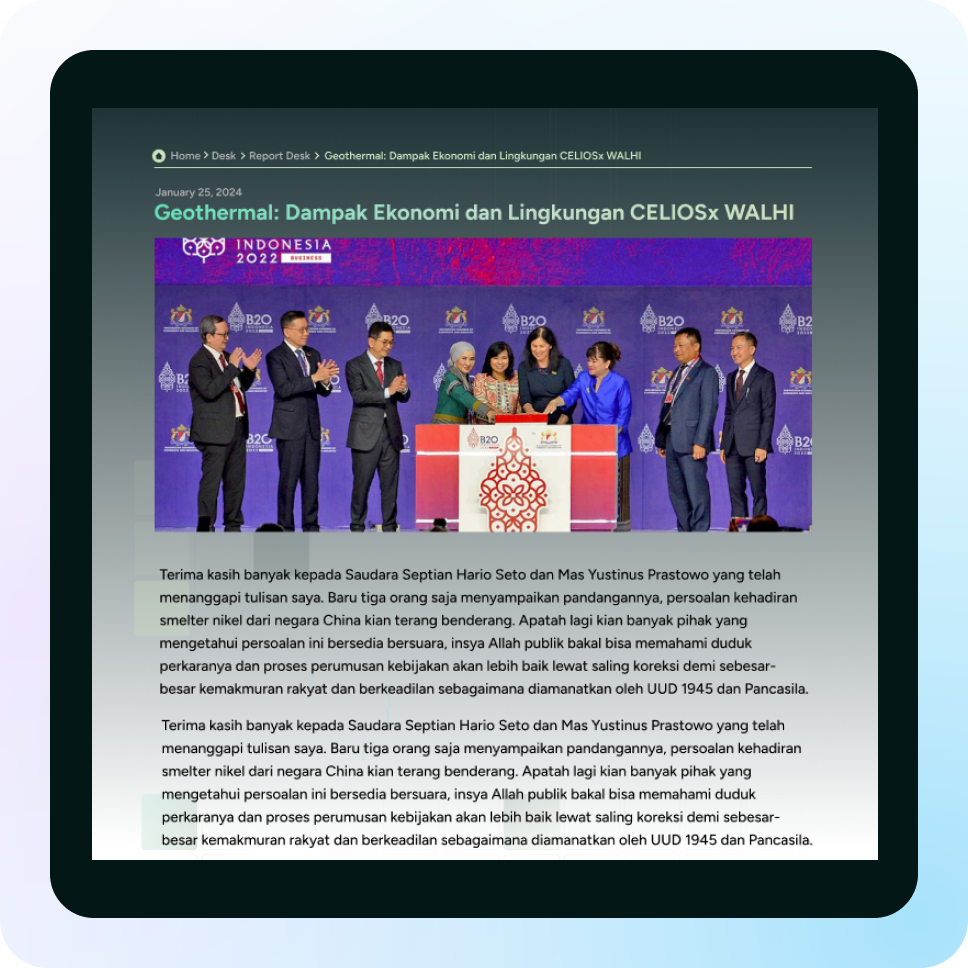 Home > Desk > Report Desk > Geothermal: Dampak Ekonomi dan Lingkungan CELIOSx WALHI
January 25, 2024
Geothermal: Dampak Ekonomi dan Lingkungan CELIOSx WALHI
INDONESIA
2022 BUSINESS
B20
B20
B20
B20
B20
B20
Terima kasih banyak kepada Saudara Septian Hario Seto dan Mas Yustinus Prastowo yang telah
menanggapi tulisan saya. Baru tiga orang saja menyampaikan pandangannya, persoalan kehadiran
smelter nikel dari negara China kian terang benderang. Apatah lagi kian banyak pihak yang
mengetahui persoalan ini bersedia bersuara, insya Allah publik bakal bisa memahami duduk
perkaranya dan proses perumusan kebijakan akan lebih baik lewat saling koreksi demi sebesar-
besar kemakmuran rakyat dan berkeadilan sebagaimana diamanatkan oleh UUD 1945 dan Pancasila.
Terima kasih banyak kepada Saudara Septian Hario Seto dan Mas Yustinus Prastowo yang telah
menanggapi tulisan saya. Baru tiga orang saja menyampaikan pandangannya, persoalan kehadiran
smelter nikel dari negara China kian terang benderang. Apatah lagi kian banyak pihak yang
mengetahui persoalan ini bersedia bersuara, insya Allah publik bakal bisa memahami duduk
perkaranya dan proses perumusan kebijakan akan lebih baik lewat saling koreksi demi sebesar-
besar kemakmuran rakyat dan berkeadilan sebagaimana diamanatkan oleh UUD 1945 dan Pancasila.